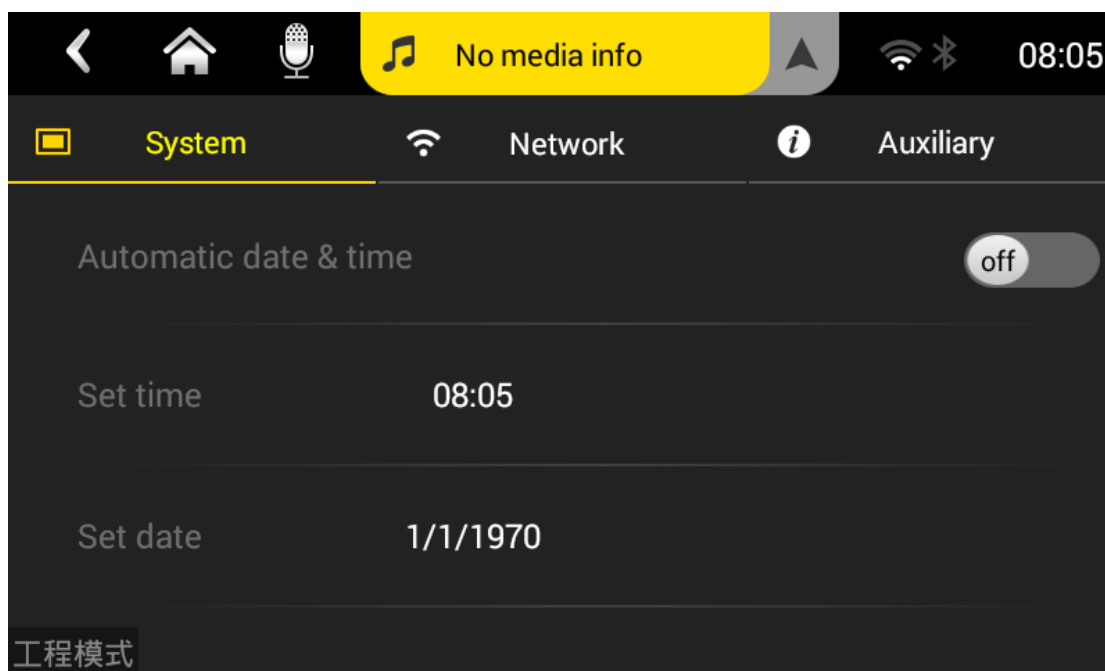 No media info 08:05
System Network Auxiliary
Automatic date & time off
Set time 08:05
Set date 1/1/1970
工程模式